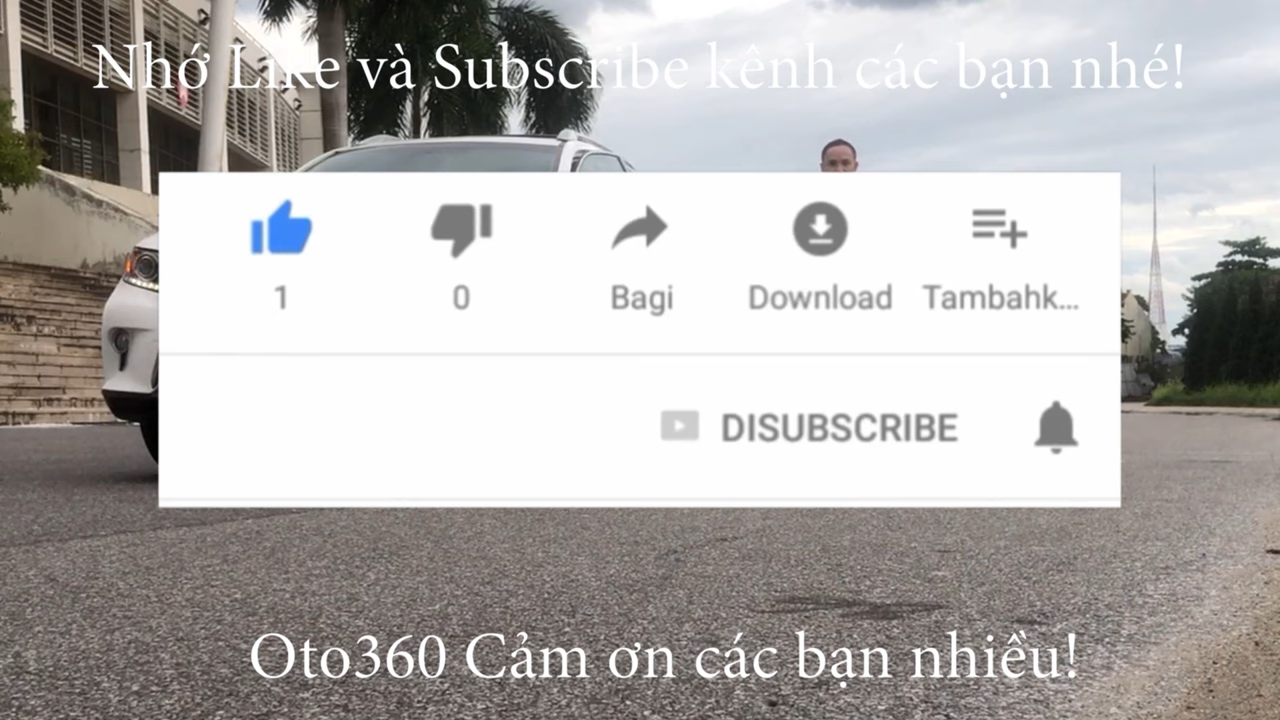 Nhớ Like và Subscribe kênh các bạn nhé!
1 0 Bagi Download Tambahk...
DISUBSCRIBE
Oto360 Cảm ơn các bạn nhiều!